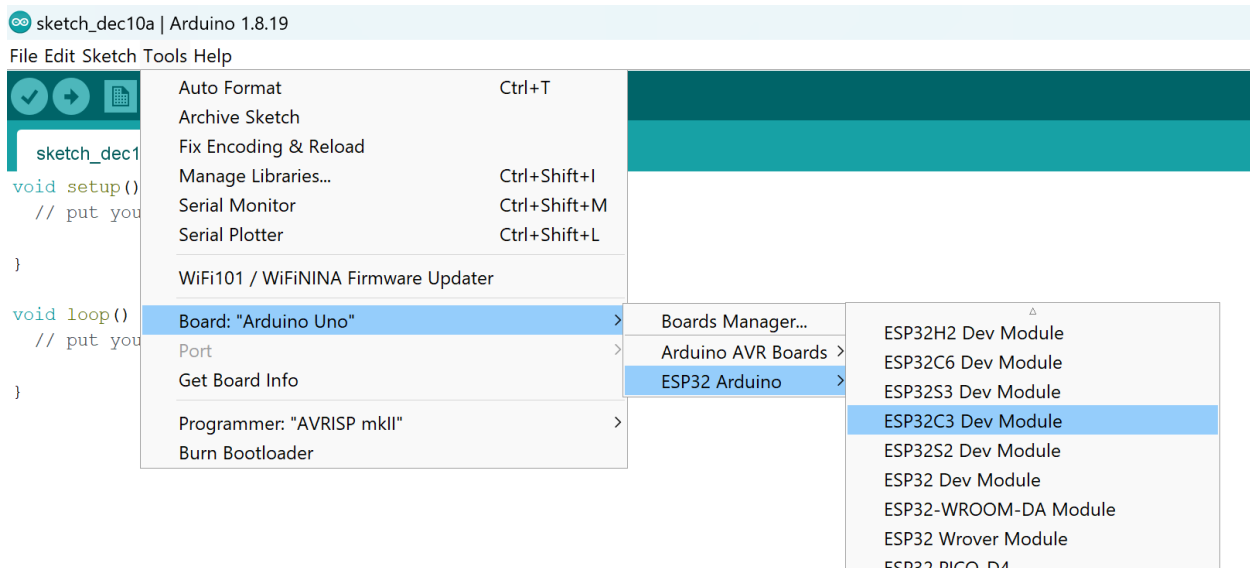 sketch_dec10a | Arduino 1.8.19
File Edit Sketch Tools Help
sketch_dec1
void setup()
// put you
}
void loop()
// put you
}
Auto Format Ctrl+T
Archive Sketch
Fix Encoding & Reload
Manage Libraries... Ctrl+Shift+I
Serial Monitor Ctrl+Shift+M
Serial Plotter Ctrl+Shift+L
WiFi101 / WiFiNINA Firmware Updater
Board: "Arduino Uno"
Port
Get Board Info
Programmer: "AVRISP mkII"
Burn Bootloader
Boards Manager...
Arduino AVR Boards
ESP32 Arduino
ESP32H2 Dev Module
ESP32C6 Dev Module
ESP32S3 Dev Module
ESP32C3 Dev Module
ESP32S2 Dev Module
ESP32 Dev Module
ESP32-WROOM-DA Module
ESP32 Wrover Module
ESP32 PICO-D4